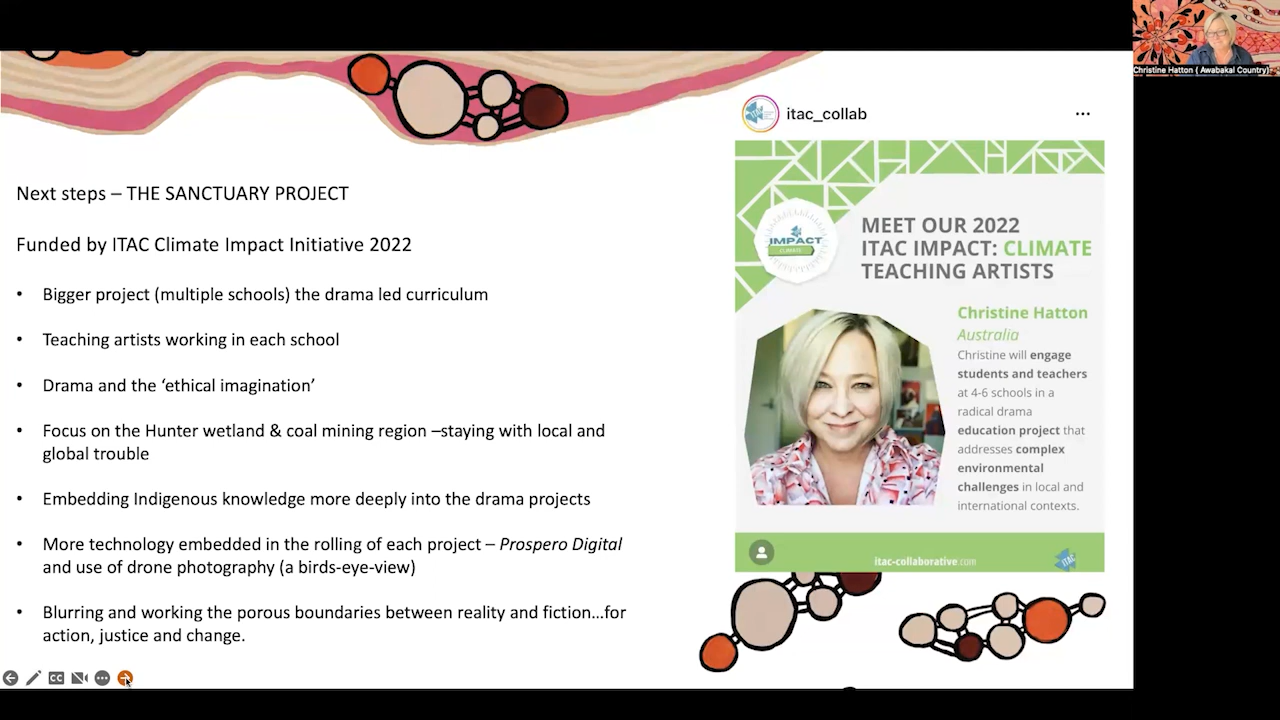 Christine Hatton ( Awabakal Country)
itac_collab
Next steps – THE SANCTUARY PROJECT
Funded by ITAC Climate Impact Initiative 2022
• Bigger project (multiple schools) the drama led curriculum
• Teaching artists working in each school
• Drama and the ‘ethical imagination’
• Focus on the Hunter wetland & coal mining region –staying with local and
global trouble
• Embedding Indigenous knowledge more deeply into the drama projects
• More technology embedded in the rolling of each project – Prospero Digital
and use of drone photography (a birds-eye-view)
• Blurring and working the porous boundaries between reality and fiction...for
action, justice and change.
IMPACT
CLIMATE
MEET OUR 2022
ITAC IMPACT: CLIMATE
TEACHING ARTISTS
Christine Hatton
Australia
Christine will engage
students and teachers
at 4-6 schools in a
radical drama
education project that
addresses complex
environmental
challenges in local and
international contexts.
itac-collaborative.com
ITAC
CC